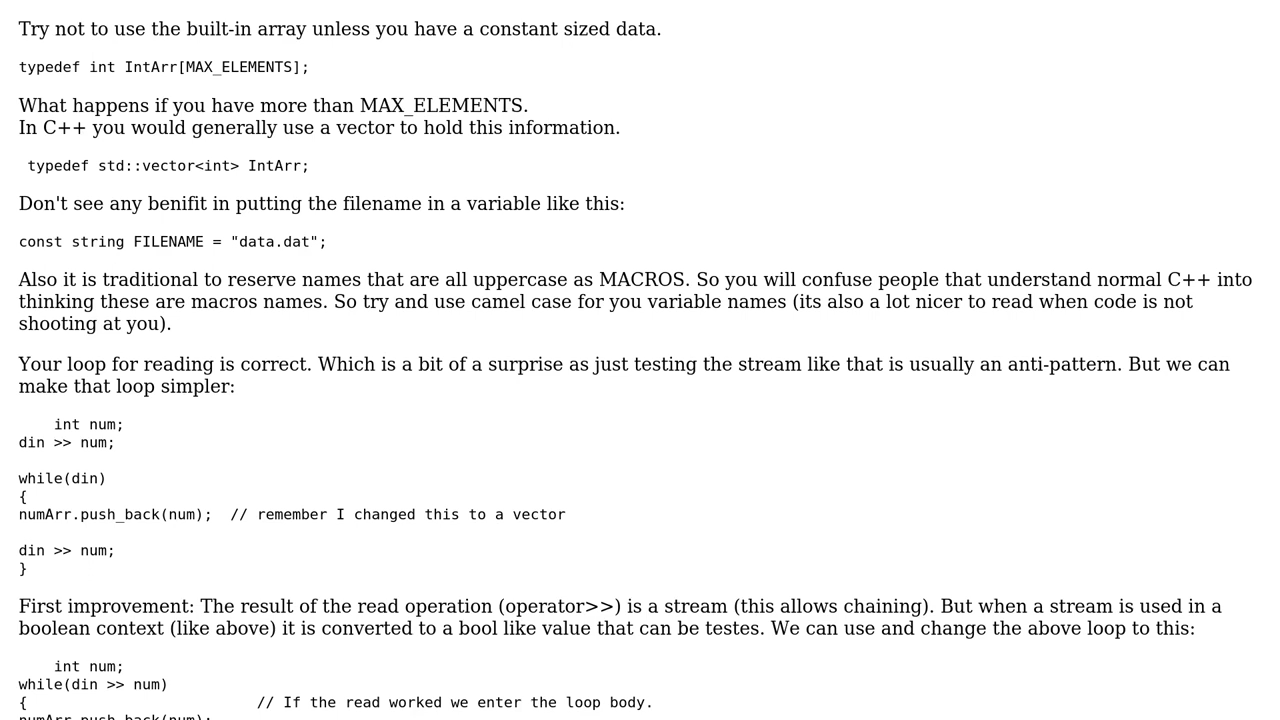 Try not to use the built-in array unless you have a constant sized data.
typedef int IntArr[MAX_ELEMENTS];
What happens if you have more than MAX_ELEMENTS.
In C++ you would generally use a vector to hold this information.
typedef std::vector<int> IntArr;
Don't see any benifit in putting the filename in a variable like this:
const string FILENAME = "data.dat";
Also it is traditional to reserve names that are all uppercase as MACROS. So you will confuse people that understand normal C++ into
thinking these are macros names. So try and use camel case for you variable names (its also a lot nicer to read when code is not
shooting at you).
Your loop for reading is correct. Which is a bit of a surprise as just testing the stream like that is usually an anti-pattern. But we can
make that loop simpler:
int num;
din >> num;
while(din)
{
numArr.push_back(num);  // remember I changed this to a vector
din >> num;
}
First improvement: The result of the read operation (operator>>) is a stream (this allows chaining). But when a stream is used in a
boolean context (like above) it is converted to a bool like value that can be testes. We can use and change the above loop to this:
int num;
while(din >> num)
{                          // If the read worked we enter the loop body.
numArr.push_back(num);